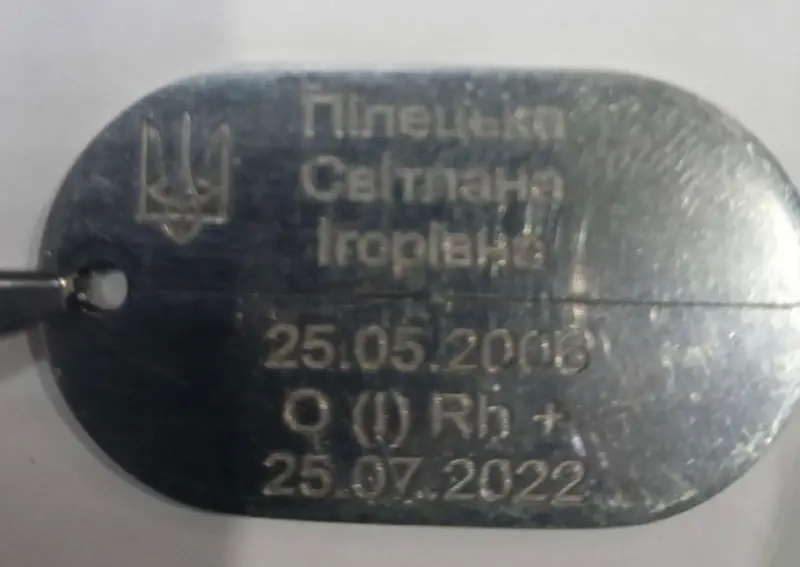 Пілецька
Світлана
Ігорівна
25.05.2006
O (I) Rh +
25.07.2022